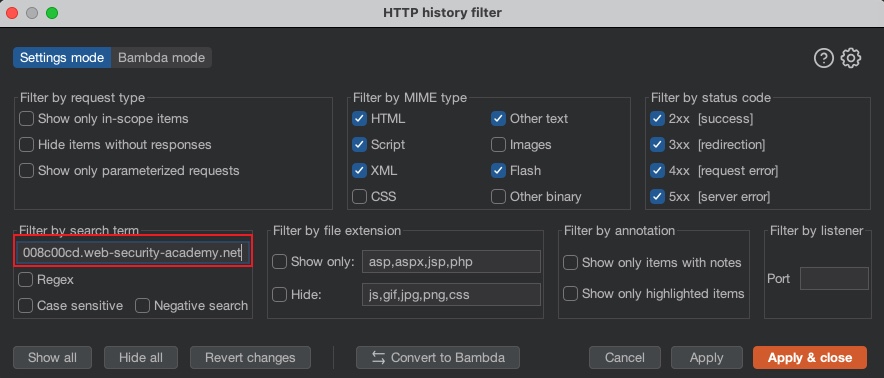 HTTP history filter
Settings mode Bambda mode
Filter by request type
Show only in-scope items
Hide items without responses
Show only parameterized requests
Filter by MIME type
HTML Other text
Script Images
XML Flash
CSS Other binary
Filter by status code
2xx [success]
3xx [redirection]
4xx [request error]
5xx [server error]
Filter by search term
008c00cd.web-security-academy.net
Regex
Case sensitive Negative search
Filter by file extension
Show only: asp,aspx,jsp,php
Hide: js,gif,jpg,png,css
Filter by annotation
Show only items with notes
Show only highlighted items
Filter by listener
Port
Show all Hide all Revert changes Convert to Bambda Cancel Apply Apply & close